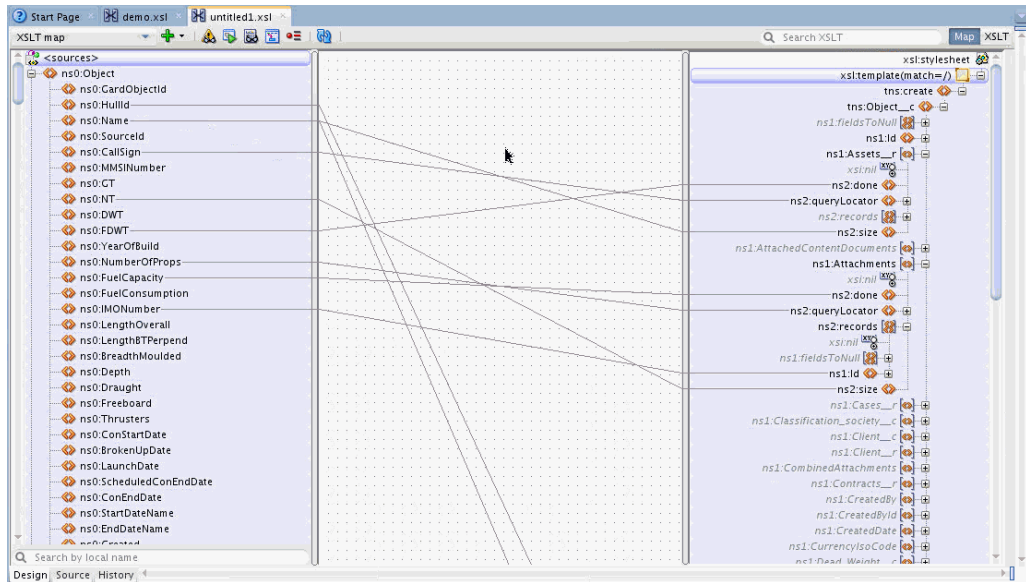 Start Page
demo.xsl
untitled1.xsl
XSLT map
Search XSLT
Map
XSLT
<sources>
ns0:Object
ns0:CardObjectId
ns0:HullId
ns0:Name
ns0:SourceId
ns0:CallSign
ns0:MMSINumber
ns0:GT
ns0:NT
ns0:DWT
ns0:FDWT
ns0:YearOfBuild
ns0:NumberOfProps
ns0:FuelCapacity
ns0:FuelConsumption
ns0:IMONumber
ns0:LengthOverall
ns0:LengthBTPerpend
ns0:BreadthMoulded
ns0:Depth
ns0:Draught
ns0:Freeboard
ns0:Thrusters
ns0:ConStartDate
ns0:BrokenUpDate
ns0:LaunchDate
ns0:ScheduledConEndDate
ns0:ConEndDate
ns0:StartDateName
ns0:EndDateName
ns0:Created
Search by local name
xsl:stylesheet
xsl:template(match=/)
tns:create
tns:Object__c
ns1:fieldsToNull
ns1:Id
ns1:Assets__r
xsi:nil
ns2:done
ns2:queryLocator
ns2:records
ns2:size
ns1:AttachedContentDocuments
ns1:Attachments
xsi:nil
ns2:done
ns2:queryLocator
ns2:records
xsi:nil
ns1:fieldsToNull
ns1:Id
ns2:size
ns1:Cases__r
ns1:Classification_society__c
ns1:Client__c
ns1:Client__r
ns1:CombinedAttachments
ns1:Contracts__r
ns1:CreatedBy
ns1:CreatedById
ns1:CreatedDate
ns1:CurrencyIsoCode
ns1:Dead_Weight__c
Design
Source
History